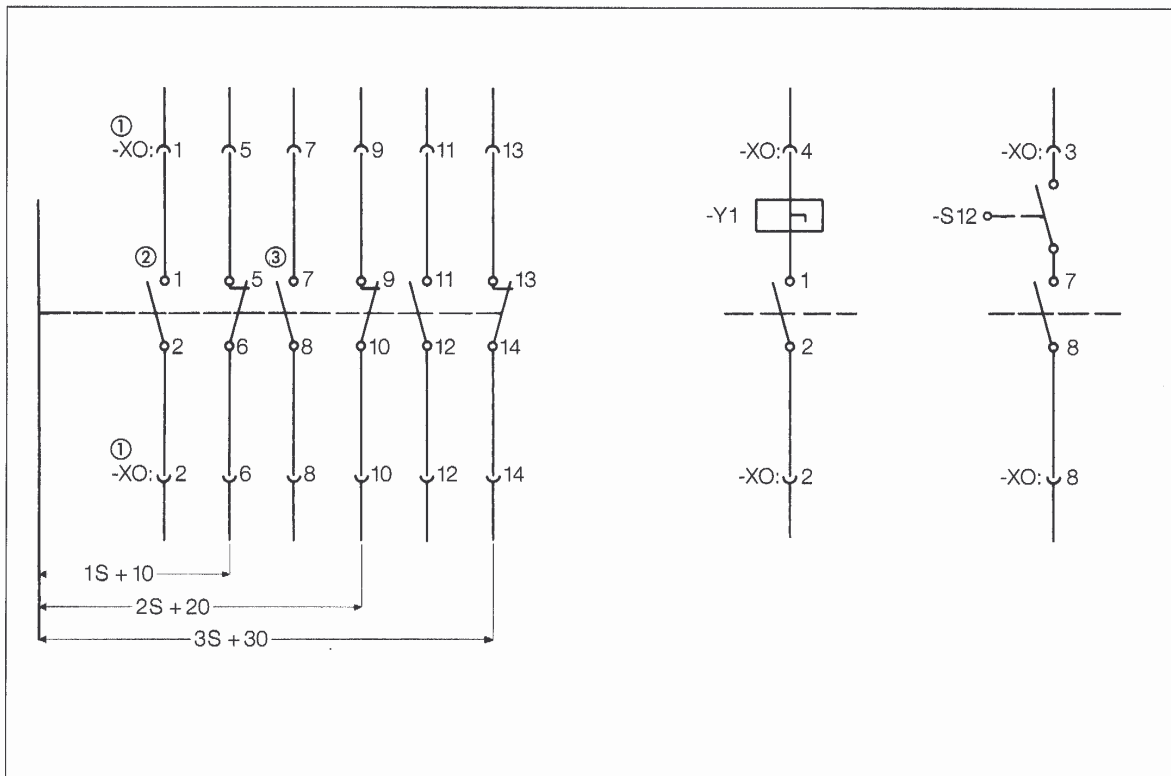 ①
-XO: 1 5 7 9 11 13
-XO: 4
-XO: 3
-Y1
-S12
② 1 5 ③ 7 9 11 13
1
7
2 6 8 10 12 14
2
8
①
-XO: 2 6 8 10 12 14
-XO: 2
-XO: 8
1S + 10
2S + 20
3S + 30